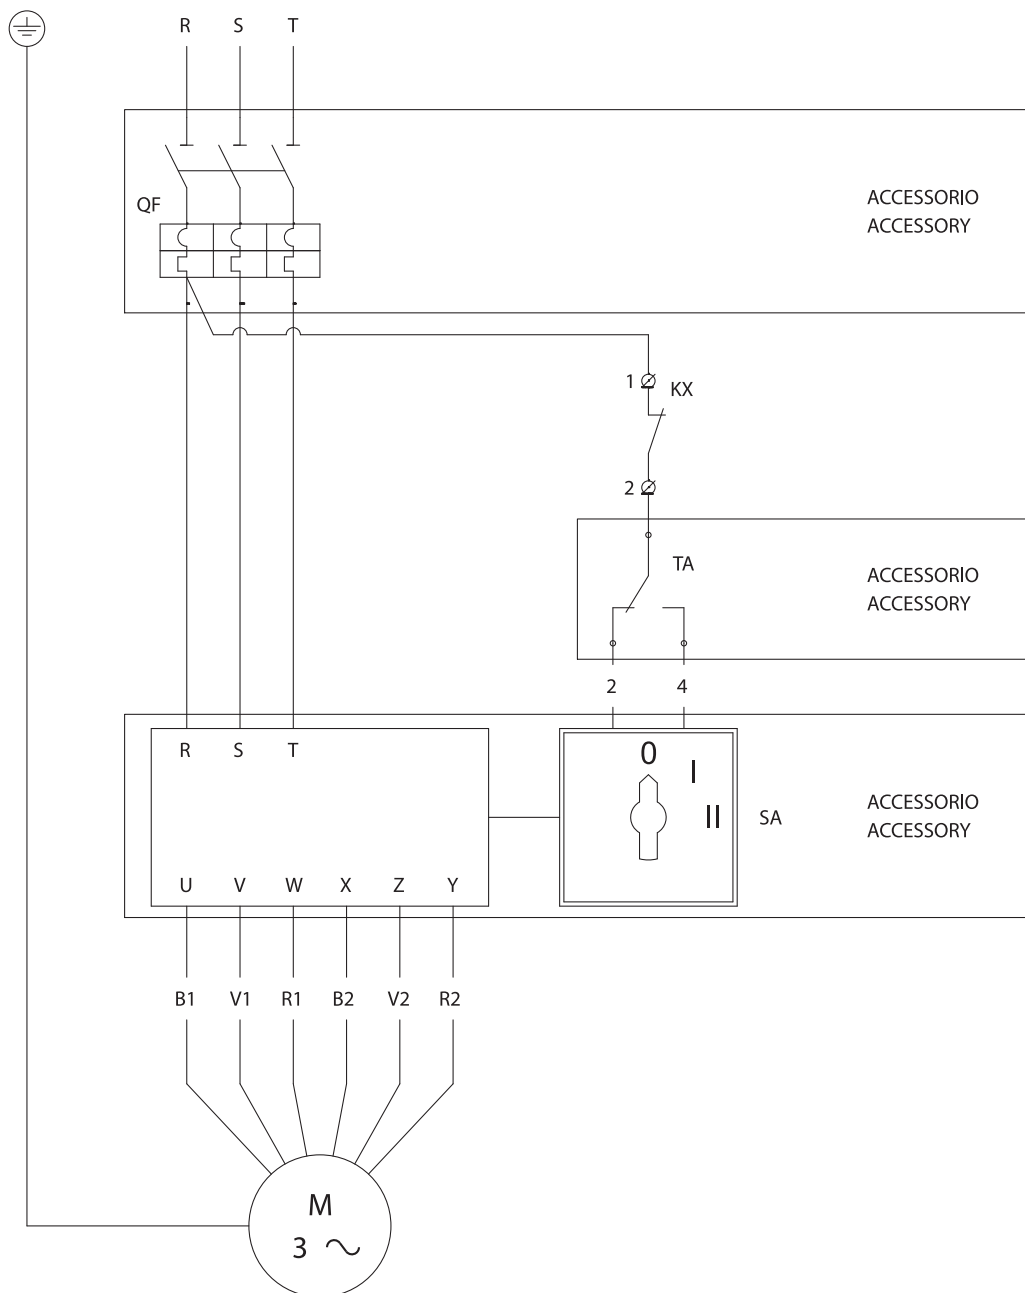 R S T
QF
ACCESSORIO
ACCESSORY
1
KX
2
TA
ACCESSORIO
ACCESSORY
2 4
R S T
0
I
II
SA
ACCESSORIO
ACCESSORY
U V W X Z Y
B1 V1 R1 B2 V2 R2
M
3 ~